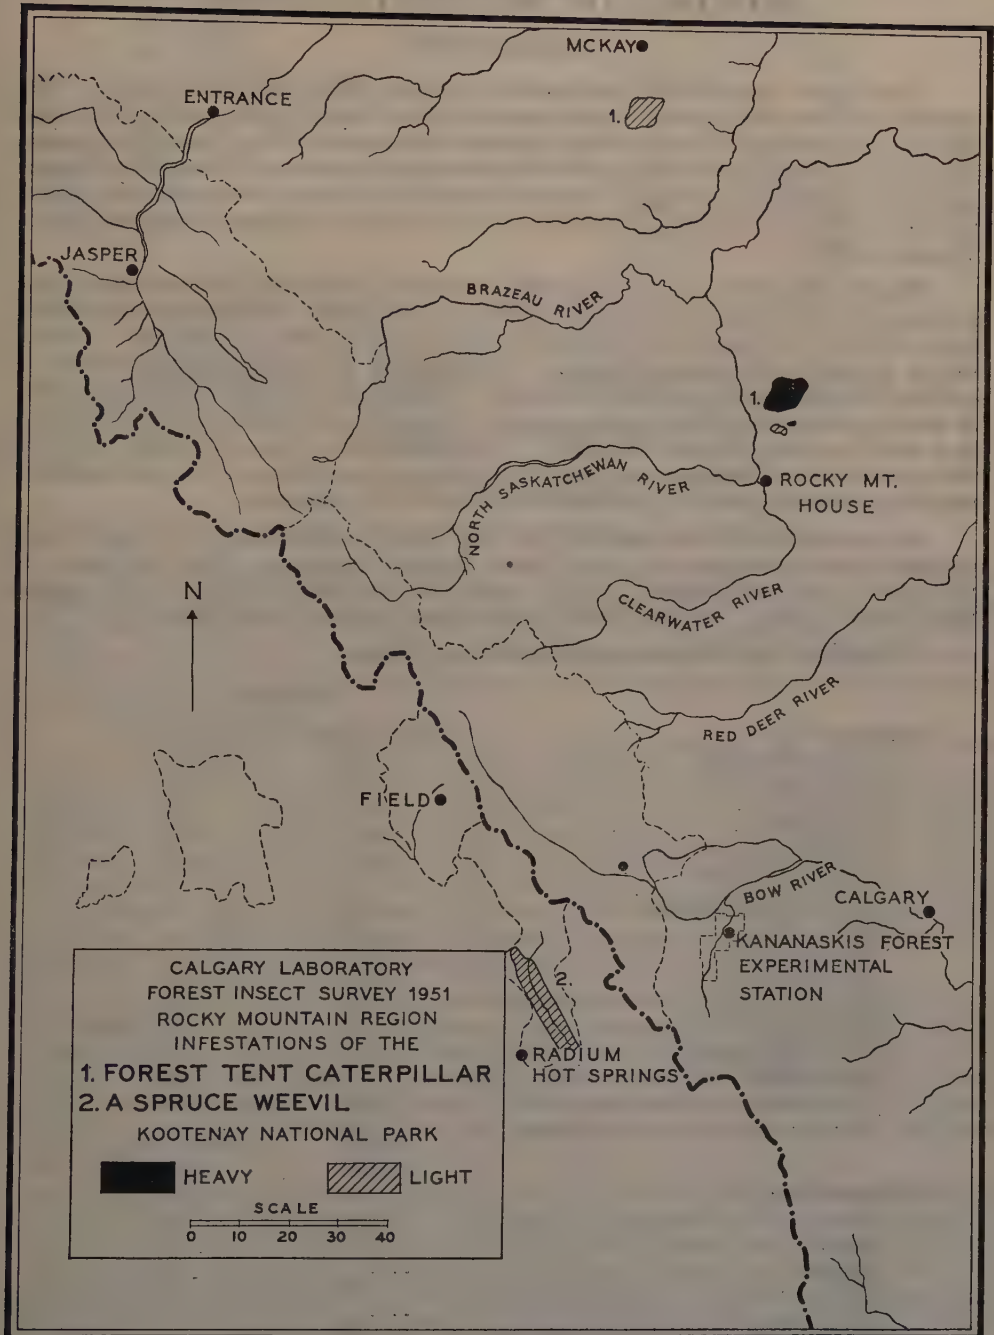 MCKAY
ENTRANCE
1.
JASPER
BRAZEAU RIVER
1.
NORTH SASKATCHEWAN RIVER
ROCKY MT.
HOUSE
N
CLEARWATER RIVER
RED DEER RIVER
FIELD
BOW RIVER
CALGARY
KANANASKIS FOREST
EXPERIMENTAL
STATION
2.
RADIUM
HOT SPRINGS
CALGARY LABORATORY
FOREST INSECT SURVEY 1951
ROCKY MOUNTAIN REGION
INFESTATIONS OF THE
1. FOREST TENT CATERPILLAR
2. A SPRUCE WEEVIL
KOOTENAY NATIONAL PARK
HEAVY LIGHT
SCALE
0 10 20 30 40